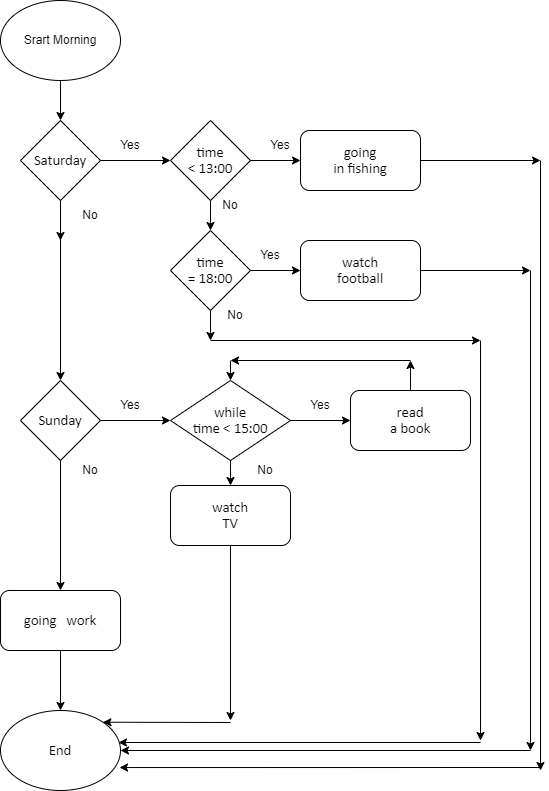 Srart Morning
Saturday
Yes
time
< 13:00
Yes
going
in fishing
No
No
time
= 18:00
Yes
watch
football
No
Sunday
Yes
while
time < 15:00
Yes
read
a book
No
No
watch
TV
going work
End